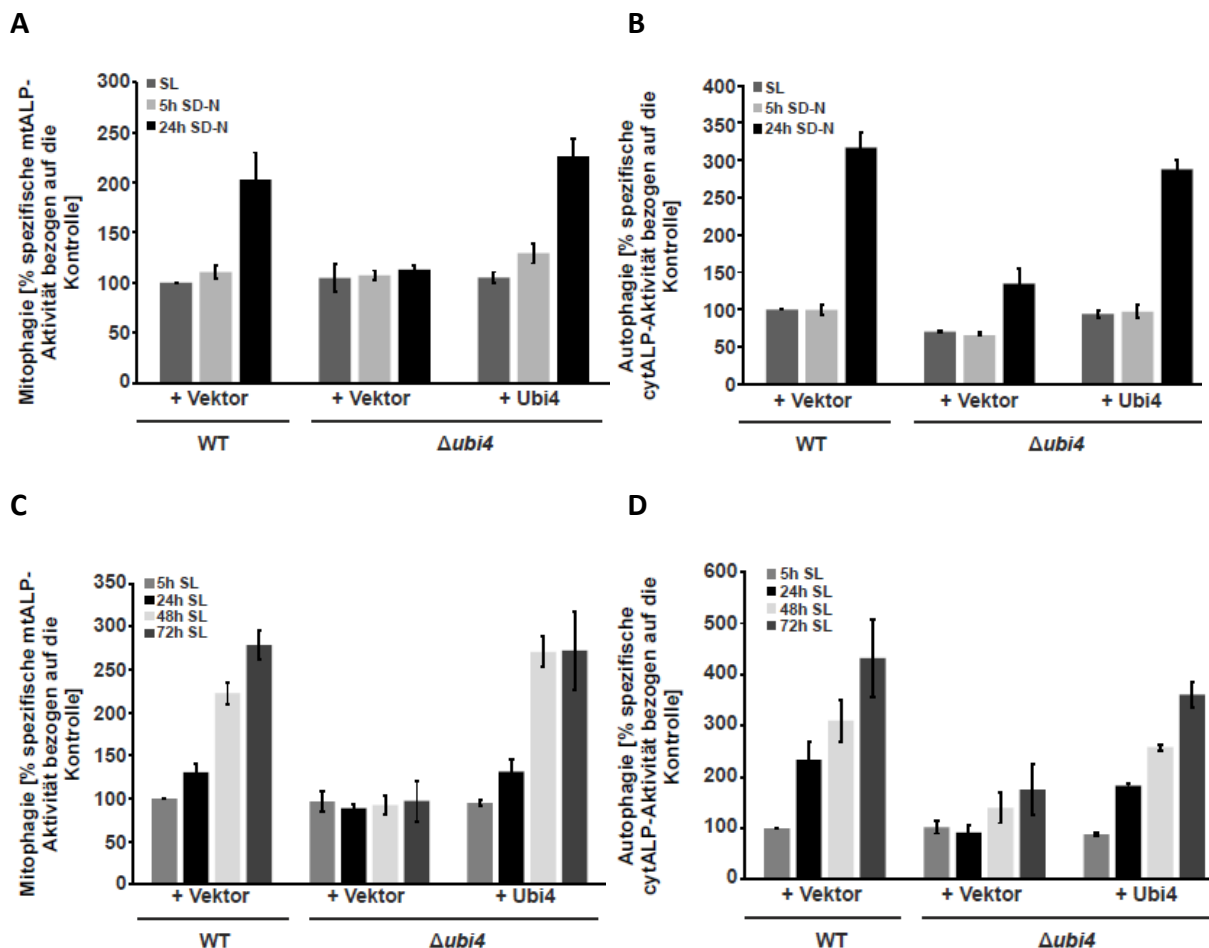 A
Mitophagie [% spezifische mtALP-
Aktivität bezogen auf die
Kontrolle]
300
250
200
150
100
50
0
SL
5h SD-N
24h SD-N
+ Vektor
+ Vektor
+ Ubi4
WT
Δubi4
B
Autophagie [% spezifische
cytALP-Aktivität bezogen auf die
Kontrolle]
400
350
300
250
200
150
100
50
0
SL
5h SD-N
24h SD-N
+ Vektor
+ Vektor
+ Ubi4
WT
Δubi4
C
Mitophagie [% spezifische mtALP-
Aktivität bezogen auf die
Kontrolle]
350
300
250
200
150
100
50
0
5h SL
24h SL
48h SL
72h SL
+ Vektor
+ Vektor
+ Ubi4
WT
Δubi4
D
Autophagie [% spezifische
cytALP-Aktivität bezogen auf die
Kontrolle]
600
500
400
300
200
100
0
5h SL
24h SL
48h SL
72h SL
+ Vektor
+ Vektor
+ Ubi4
WT
Δubi4